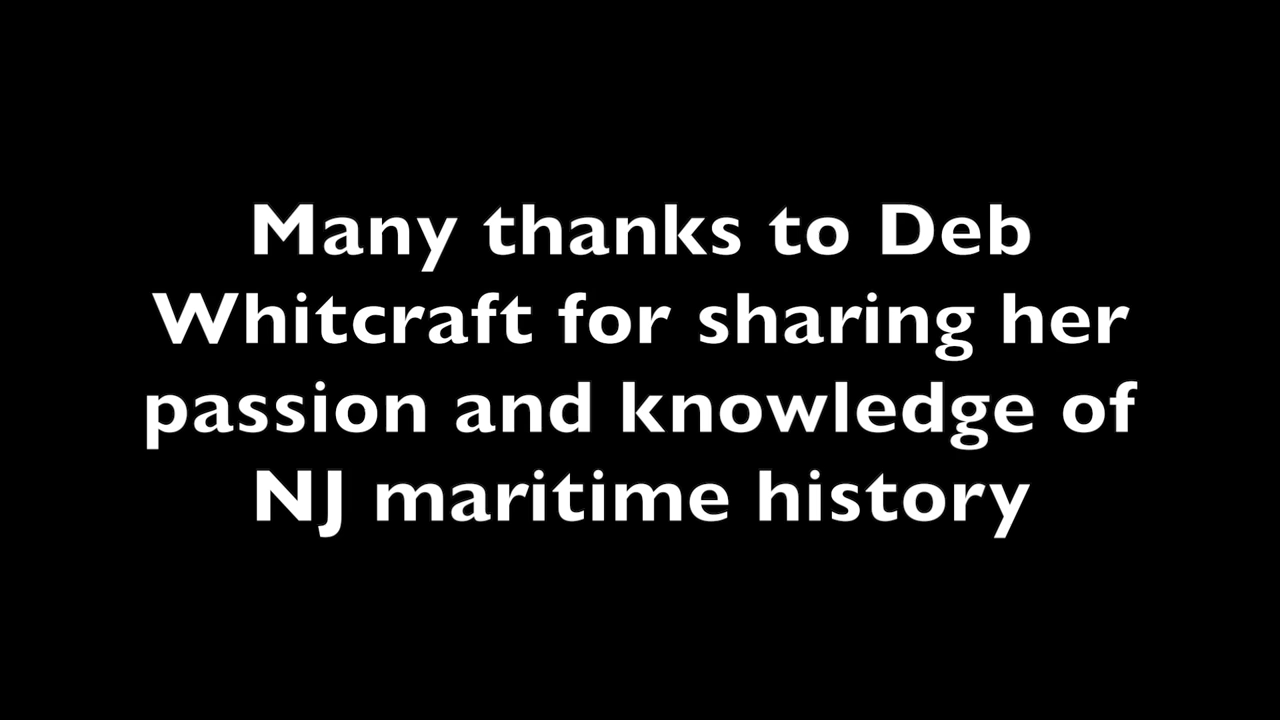 Many thanks to Deb
Whitcraft for sharing her
passion and knowledge of
NJ maritime history